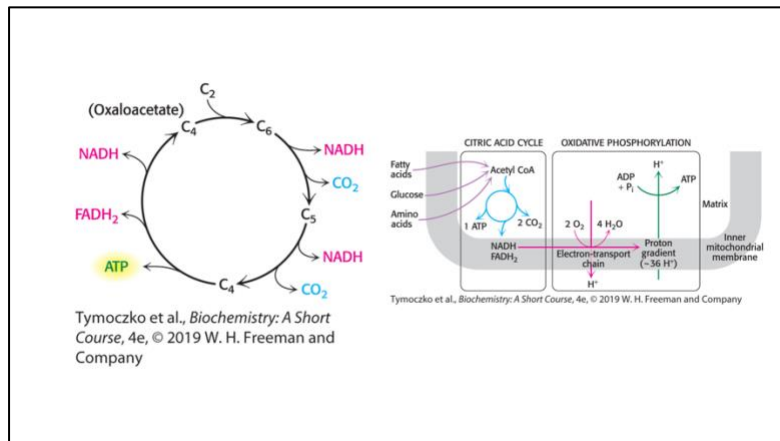 C2
(Oxaloacetate)
C4
C6
NADH
CO2
C5
NADH
CO2
C4
ATP
FADH2
NADH
Tymoczko et al., Biochemistry: A Short
Course, 4e, © 2019 W. H. Freeman and
Company
CITRIC ACID CYCLE
OXIDATIVE PHOSPHORYLATION
Fatty
acids
Glucose
Amino
acids
Acetyl CoA
1 ATP
2 CO2
NADH
FADH2
2 O2
4 H2O
Electron-transport
chain
H+
H+
ADP
+ Pi
ATP
Proton
gradient
(~36 H+)
Matrix
Inner
mitochondrial
membrane
Tymoczko et al., Biochemistry: A Short Course, 4e, © 2019 W. H. Freeman and Company